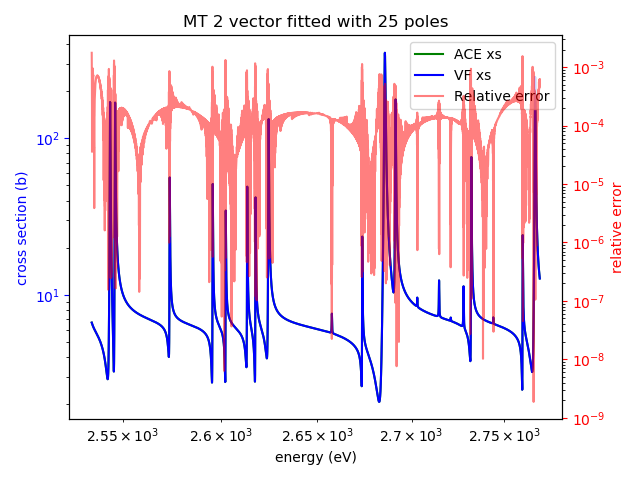 MT 2 vector fitted with 25 poles
ACE xs
VF xs
Relative error
cross section (b)
10²
10¹
10⁻³
10⁻⁴
10⁻⁵
10⁻⁶
10⁻⁷
10⁻⁸
10⁻⁹
relative error
2.55 × 10³ 2.6 × 10³ 2.65 × 10³ 2.7 × 10³ 2.75 × 10³
energy (eV)